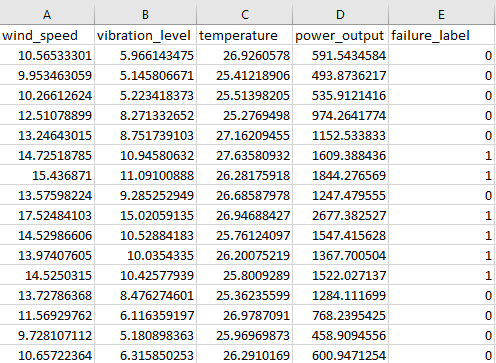 A B C D E
wind_speed vibration_level temperature power_output failure_label
10.56533301 5.966143475 26.9260578 591.5434584 0
9.953463059 5.145806671 25.41218906 493.8736217 0
10.26612624 5.223418373 25.51398205 535.9121416 0
12.51078899 8.271332652 25.2769498 974.2641774 0
13.24643015 8.751739103 27.16209455 1152.533833 0
14.72518785 10.94580632 27.63580932 1609.388436 1
15.436871 11.09100888 26.28175918 1844.276569 1
13.57598224 9.285252949 26.68587978 1247.479555 0
17.52484103 15.02059135 26.94688427 2677.382527 1
14.52986606 10.52884183 25.76124097 1547.415628 1
13.97407605 10.0354335 26.20075219 1367.700504 1
14.5250315 10.42577939 25.8009289 1522.027137 1
13.72786368 8.476274601 25.36235599 1284.111699 0
11.56929762 6.116359197 26.9787091 768.2395425 0
9.728107112 5.180898363 25.96969873 458.9094556 0
10.65722364 6.315850253 26.2910169 600.9471254 0